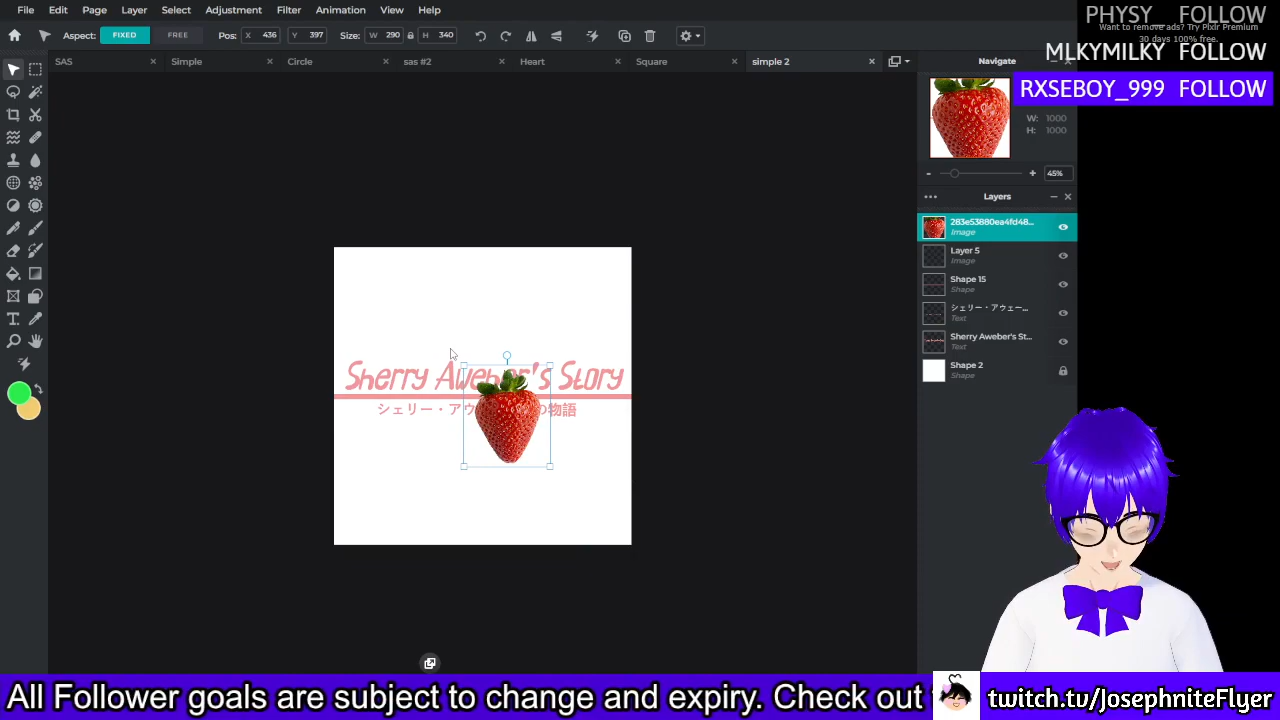 File Edit Page Layer Select Adjustment Filter Animation View Help
PHYSY_ FOLLOW
Want to remove ads? Try Pixlr Premium
30 days 100% free.
Aspect: FIXED FREE Pos: X 436 Y 397 Size: W 290 H 340
MLKYMILKY FOLLOW
SAS Simple Circle sas #2 Heart Square simple 2
Navigate
RXSEBOY_999 FOLLOW
W: 1000
H: 1000
- + 45%
Layers
283e53880ea4fd48...
Image
Layer 5
Image
Shape 15
Shape
シェリー・アウェー...
Text
Sherry Aweber's St...
Text
Shape 2
Shape
Sherry Aweber's Story
シェリー・アウ の物語
All Follower goals are subject to change and expiry. Check out
twitch.tv/JosephniteFlyer